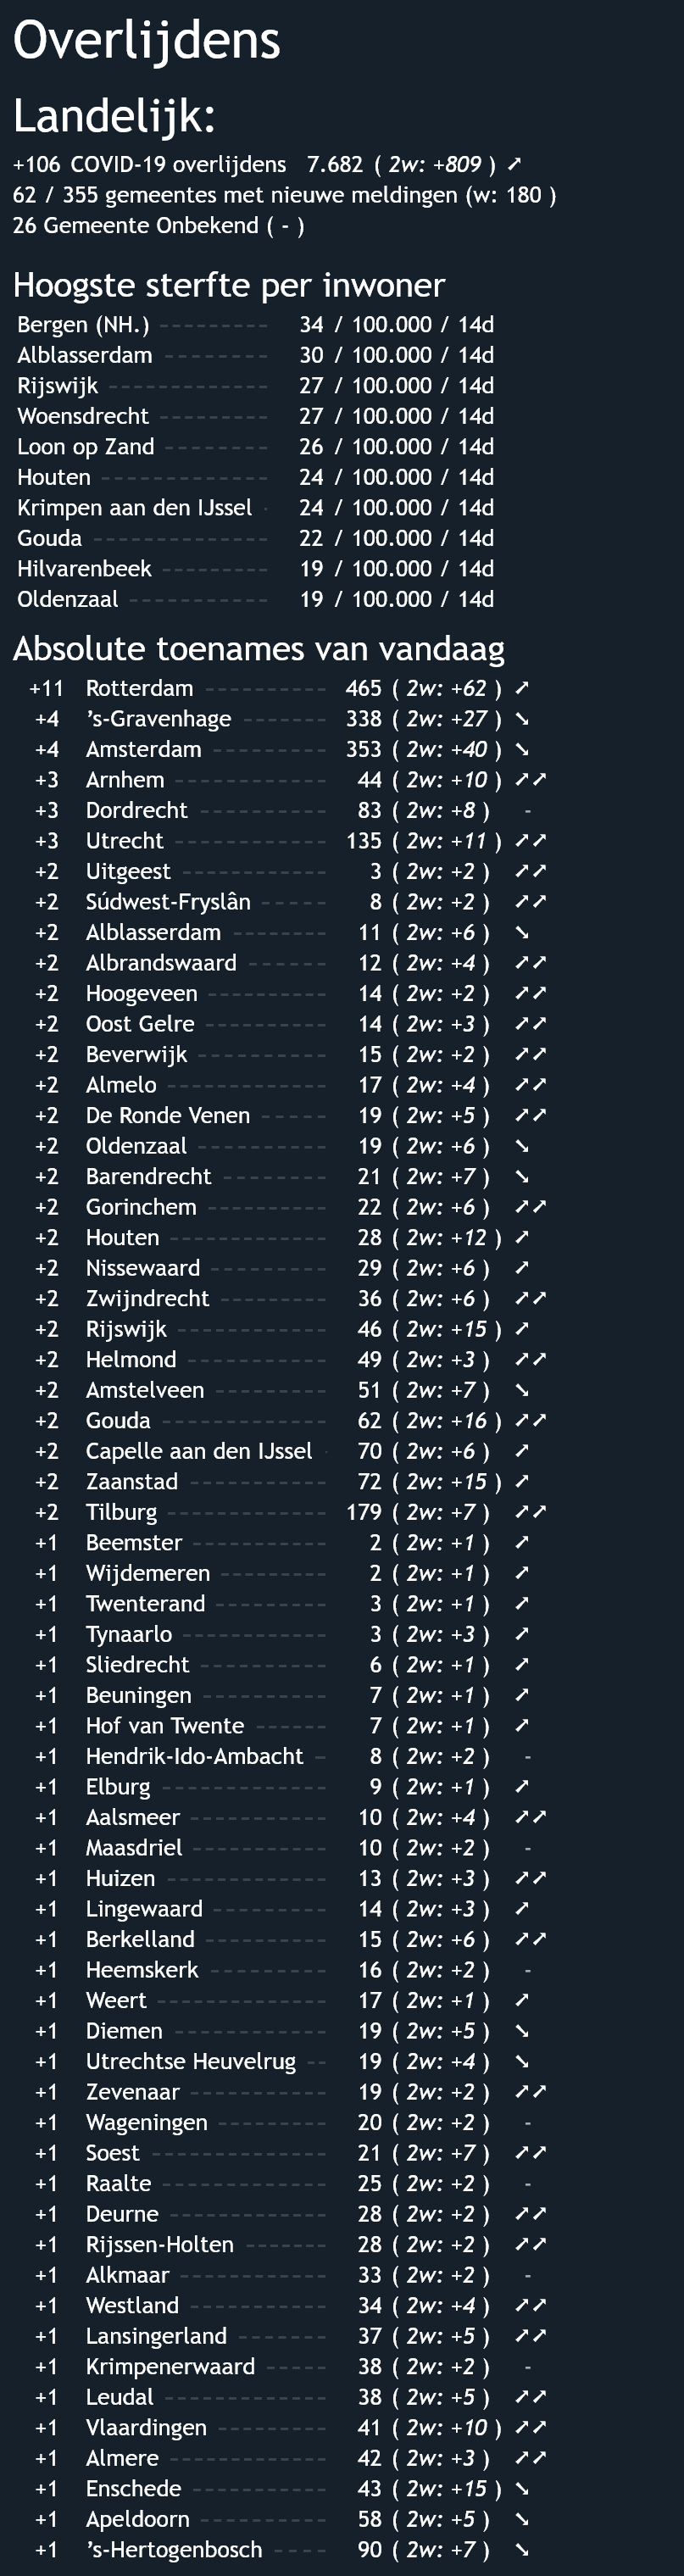 Overlijdens
Landelijk:
+106 COVID-19 overlijdens 7.682 ( 2w: +809 ) ➚
62 / 355 gemeentes met nieuwe meldingen (w: 180 )
26 Gemeente Onbekend ( - )
Hoogste sterfte per inwoner
Bergen (NH.) --------- 34 / 100.000 / 14d
Alblasserdam -------- 30 / 100.000 / 14d
Rijswijk ------------- 27 / 100.000 / 14d
Woensdrecht --------- 27 / 100.000 / 14d
Loon op Zand -------- 26 / 100.000 / 14d
Houten -------------- 24 / 100.000 / 14d
Krimpen aan den IJssel - 24 / 100.000 / 14d
Gouda -------------- 22 / 100.000 / 14d
Hilvarenbeek --------- 19 / 100.000 / 14d
Oldenzaal ----------- 19 / 100.000 / 14d
Absolute toenames van vandaag
+11 Rotterdam ---------- 465 ( 2w: +62 ) ➚
+4 ’s-Gravenhage -------- 338 ( 2w: +27 ) ➘
+4 Amsterdam --------- 353 ( 2w: +40 ) ➘
+3 Arnhem ------------ 44 ( 2w: +10 ) ➚➚
+3 Dordrecht ---------- 83 ( 2w: +8 ) -
+3 Utrecht ------------ 135 ( 2w: +11 ) ➚➚
+2 Uitgeest ----------- 3 ( 2w: +2 ) ➚➚
+2 Súdwest-Fryslân ----- 8 ( 2w: +2 ) ➚➚
+2 Alblasserdam -------- 11 ( 2w: +6 ) ➘
+2 Albrandswaard ------ 12 ( 2w: +4 ) ➚➚
+2 Hoogeveen --------- 14 ( 2w: +2 ) ➚➚
+2 Oost Gelre ---------- 14 ( 2w: +3 ) ➚➚
+2 Beverwijk ---------- 15 ( 2w: +2 ) ➚➚
+2 Almelo ------------ 17 ( 2w: +4 ) ➚➚
+2 De Ronde Venen ----- 19 ( 2w: +5 ) ➚➚
+2 Oldenzaal ---------- 19 ( 2w: +6 ) ➘
+2 Barendrecht -------- 21 ( 2w: +7 ) ➘
+2 Gorinchem --------- 22 ( 2w: +6 ) ➚➚
+2 Houten ------------ 28 ( 2w: +12 ) ➚
+2 Nissewaard --------- 29 ( 2w: +6 ) ➚
+2 Zwijndrecht --------- 36 ( 2w: +6 ) ➚➚
+2 Rijswijk ------------ 46 ( 2w: +15 ) ➚
+2 Helmond ----------- 49 ( 2w: +3 ) ➚➚
+2 Amstelveen --------- 51 ( 2w: +7 ) ➘
+2 Gouda ------------- 62 ( 2w: +16 ) ➚➚
+2 Capelle aan den IJssel - 70 ( 2w: +6 ) ➚
+2 Zaanstad ----------- 72 ( 2w: +15 ) ➚
+2 Tilburg ------------ 179 ( 2w: +7 ) ➚➚
+1 Beemster ---------- 2 ( 2w: +1 ) ➚
+1 Wijdemeren --------- 2 ( 2w: +1 ) ➚
+1 Twenterand --------- 3 ( 2w: +1 ) ➚
+1 Tynaarlo ----------- 3 ( 2w: +3 ) ➚
+1 Sliedrecht ---------- 6 ( 2w: +1 ) ➚
+1 Beuningen ---------- 7 ( 2w: +1 ) ➚
+1 Hof van Twente ------ 7 ( 2w: +1 ) ➚
+1 Hendrik-Ido-Ambacht - 8 ( 2w: +2 ) -
+1 Elburg ------------ 9 ( 2w: +1 ) ➚
+1 Aalsmeer ---------- 10 ( 2w: +4 ) ➚➚
+1 Maasdriel ---------- 10 ( 2w: +2 ) -
+1 Huizen ------------ 13 ( 2w: +3 ) ➚➚
+1 Lingewaard --------- 14 ( 2w: +3 ) ➚
+1 Berkelland --------- 15 ( 2w: +6 ) ➚➚
+1 Heemskerk --------- 16 ( 2w: +2 ) -
+1 Weert ------------- 17 ( 2w: +1 ) ➚
+1 Diemen ------------ 19 ( 2w: +5 ) ➘
+1 Utrechtse Heuvelrug -- 19 ( 2w: +4 ) ➘
+1 Zevenaar ---------- 19 ( 2w: +2 ) ➚➚
+1 Wageningen --------- 20 ( 2w: +2 ) -
+1 Soest ------------- 21 ( 2w: +7 ) ➚➚
+1 Raalte ------------ 25 ( 2w: +2 ) -
+1 Deurne ------------ 28 ( 2w: +2 ) ➚➚
+1 Rijssen-Holten ------- 28 ( 2w: +2 ) ➚➚
+1 Alkmaar ----------- 33 ( 2w: +2 ) -
+1 Westland ----------- 34 ( 2w: +4 ) ➚➚
+1 Lansingerland ------- 37 ( 2w: +5 ) ➚➚
+1 Krimpenerwaard ----- 38 ( 2w: +2 ) -
+1 Leudal ------------ 38 ( 2w: +5 ) ➚➚
+1 Vlaardingen --------- 41 ( 2w: +10 ) ➚➚
+1 Almere ------------ 42 ( 2w: +3 ) ➚➚
+1 Enschede ---------- 43 ( 2w: +15 ) ➘
+1 Apeldoorn ---------- 58 ( 2w: +5 ) ➘
+1 ’s-Hertogenbosch ---- 90 ( 2w: +7 ) ➘